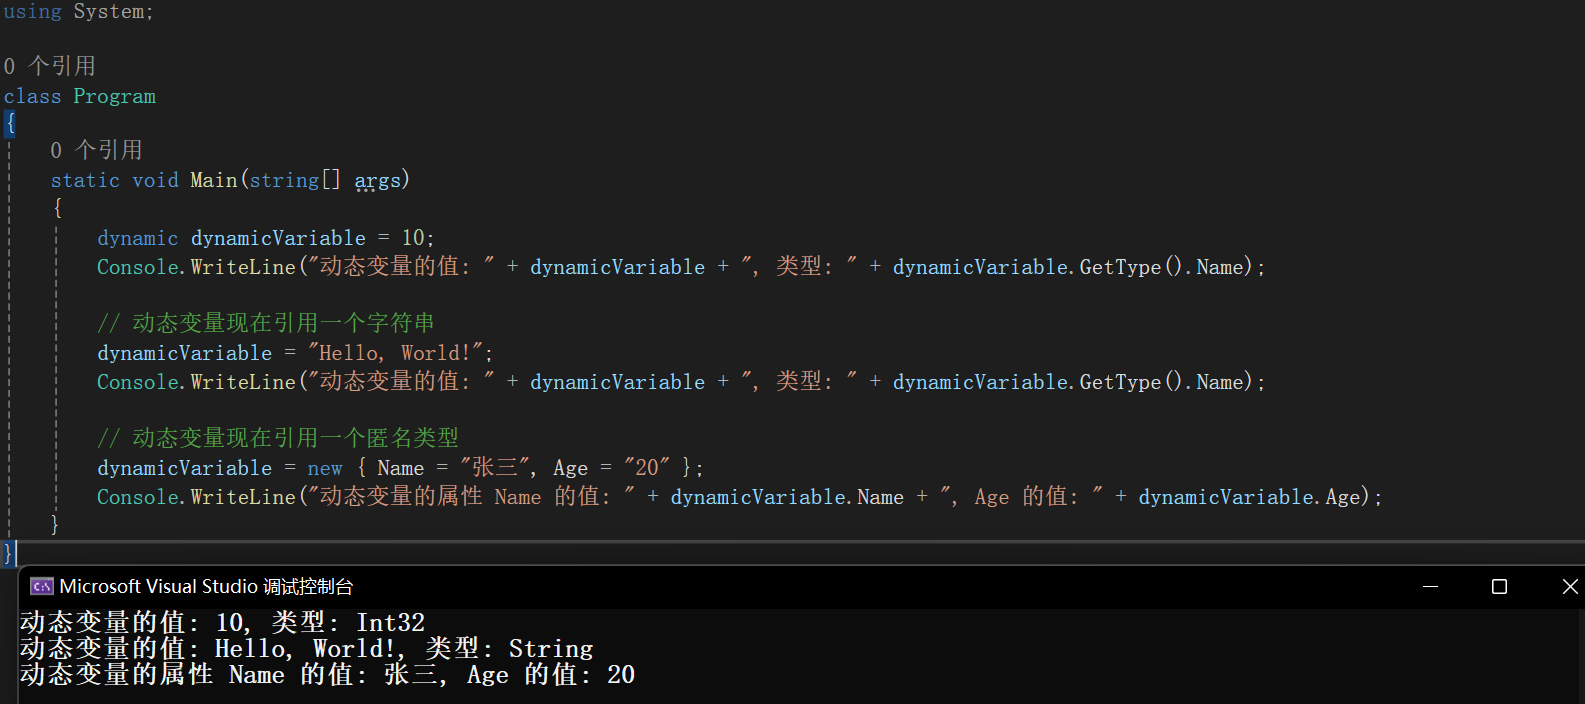 using System;
0 个引用
class Program
{
0 个引用
static void Main(string[] args)
{
dynamic dynamicVariable = 10;
Console.WriteLine("动态变量的值: " + dynamicVariable + ", 类型: " + dynamicVariable.GetType().Name);
// 动态变量现在引用一个字符串
dynamicVariable = "Hello, World!";
Console.WriteLine("动态变量的值: " + dynamicVariable + ", 类型: " + dynamicVariable.GetType().Name);
// 动态变量现在引用一个匿名类型
dynamicVariable = new { Name = "张三", Age = "20" };
Console.WriteLine("动态变量的属性 Name 的值: " + dynamicVariable.Name + ", Age 的值: " + dynamicVariable.Age);
}
}
Microsoft Visual Studio 调试控制台
动态变量的值: 10, 类型: Int32
动态变量的值: Hello, World!, 类型: String
动态变量的属性 Name 的值: 张三, Age 的值: 20